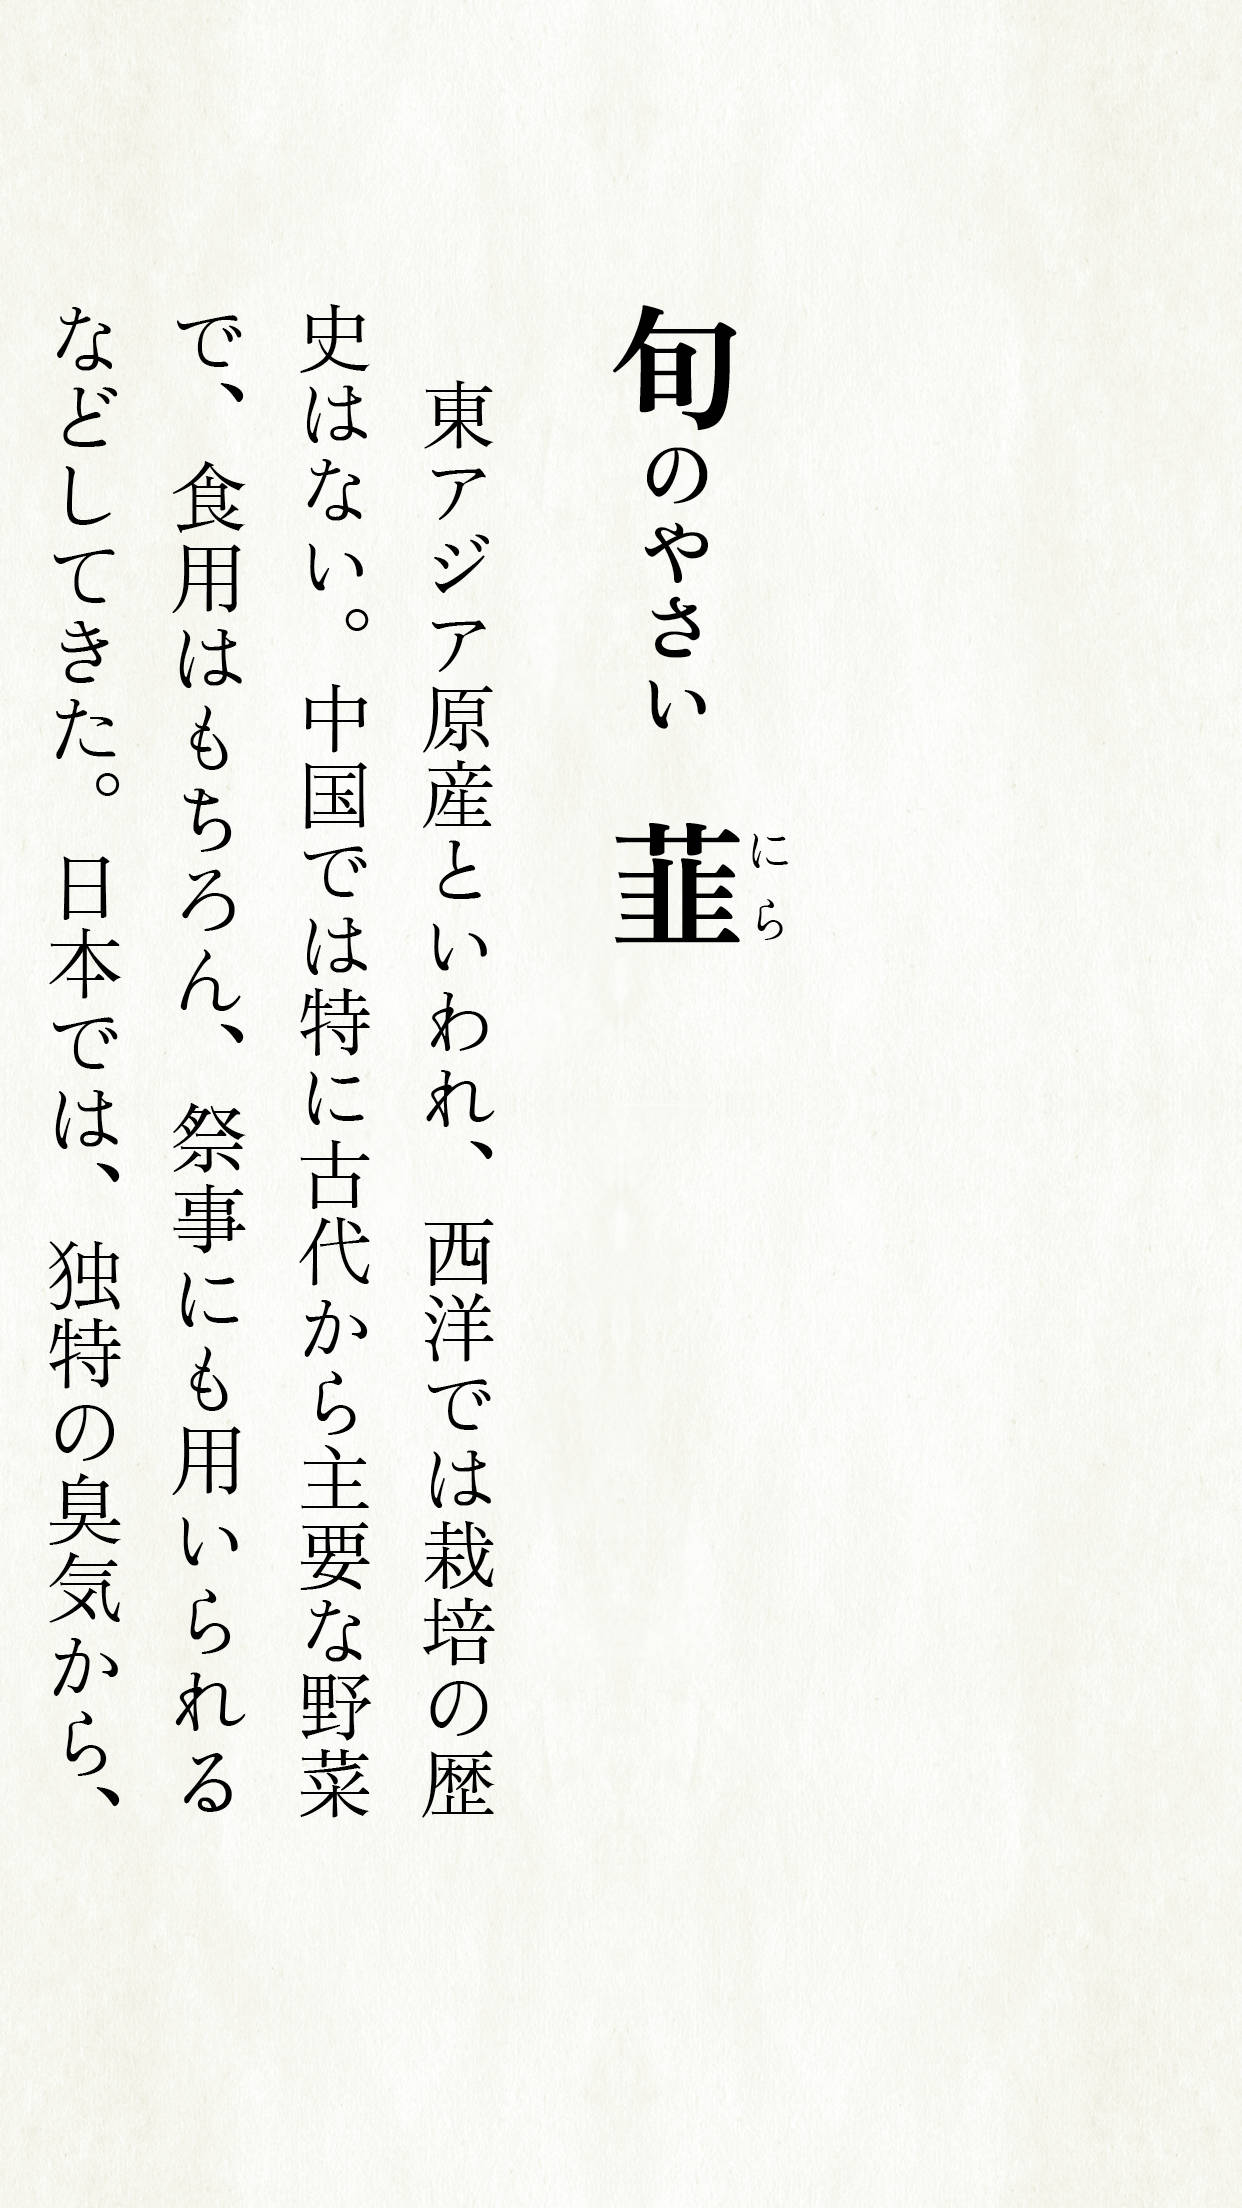 旬のやさい 韮
にら
東アジア原産といわれ、西洋では栽培の歴
史はない。中国では特に古代から主要な野菜
で、食用はもちろん、祭事にも用いられる
などしてきた。日本では、独特の臭気から、